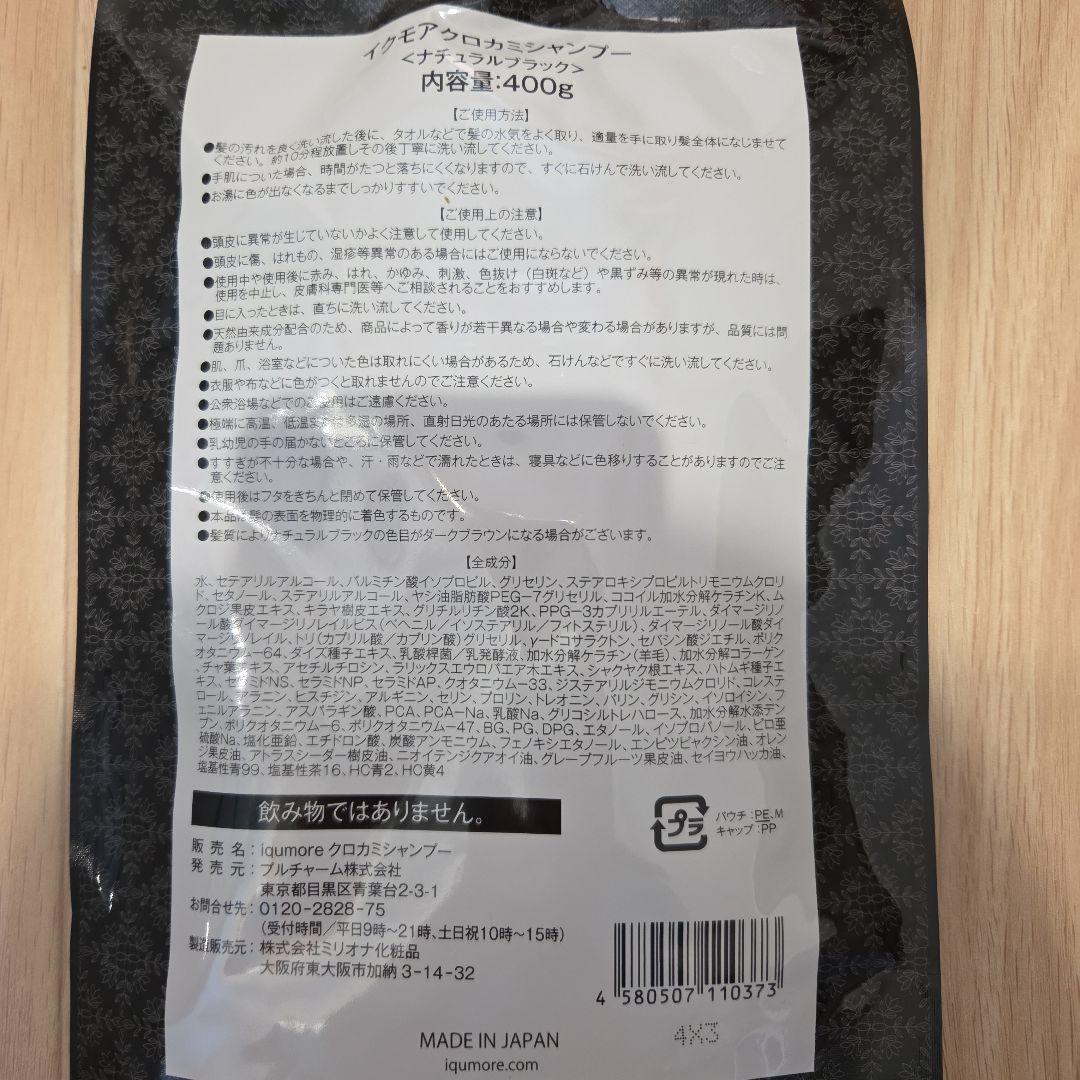 イクモアクロカミシャンプー
<ナチュラルブラック>
内容量:400g
【ご使用方法】
●髪の汚れを良く洗い流した後に、タオルなどで髪の水気をよく取り、適量を手に取り髪全体になじませて
ください。約10分程放置しその後丁寧に洗い流してください。
●手肌についた場合、時間がたつと落ちにくくなりますので、すぐに石けんで洗い流してください。
●お湯に色が出なくなるまでしっかりすすいでください。
【ご使用上の注意】
●頭皮に異常が生じていないかよく注意して使用してください。
●頭皮に傷、はれもの、湿疹等異常のある場合にはご使用にならないでください。
●使用中や使用後に赤み、はれ、かゆみ、刺激、色抜け(白斑など)や黒ずみ等の異常が現れた時は、
使用を中止し、皮膚科専門医等へご相談されることをおすすめします。
●目に入ったときは、直ちに洗い流してください。
●天然由来成分配合のため、商品によって香りが若干異なる場合や変わる場合がありますが、品質には問
題ありません。
●肌、爪、浴室などについた色は取れにくい場合があるため、石けんなどですぐに洗い流してください。
●衣服や布などに色がつくと取れませんのでご注意ください。
●公衆浴場などでのご使用はご遠慮ください。
●極端に高温、低温または多湿の場所、直射日光のあたる場所には保管しないでください。
●乳幼児の手の届かないところに保管してください。
●すすぎが不十分な場合や、汗・雨などで濡れたときは、寝具などに色移りすることがありますのでご注
意ください。
●使用後はフタをきちんと閉めて保管してください。
●本品は髪の表面を物理的に着色するものです。
●髪質によりナチュラルブラックの色目がダークブラウンになる場合がございます。
【全成分】
水、セテアリルアルコール、パルミチン酸イソプロピル、グリセリン、ステアロキシプロピルトリモニウムクロリ
ド、セタノール、ステアリルアルコール、ヤシ油脂肪酸PEG-7グリセリル、ココイル加水分解ケラチンK、ム
クロジ果皮エキス、キラヤ樹皮エキス、グリチルリチン酸2K、PPG-3カプリリルエーテル、ダイマージリノ
ール酸ダイマージリノレイルビス(ベヘニル/イソステアリル/フィトステリル)、ダイマージリノール酸ダイ
マージリノレイル、トリ(カプリル酸/カプリン酸)グリセリル、γードコサラクトン、セバシン酸ジエチル、ポリク
オタニウム-64、ダイズ種子エキス、乳酸桿菌/乳発酵液、加水分解ケラチン(羊毛)、加水分解コラーゲン
、チャ葉エキス、アセチルチロシン、ラリックスエウロパエア木エキス、シャクヤク根エキス、ハトムギ種子エ
キス、セラミドNS、セラミドNP、セラミドAP、クオタニウム-33、ジステアリルジモニウムクロリド、コレステ
ロール、アラニン、ヒスチジン、アルギニン、セリン、プロリン、トレオニン、バリン、グリシン、イソロイシン、フ
ェニルアラニン、アスパラギン酸、PCA、PCA-Na、乳酸Na、グリコシルトレハロース、加水分解水添デン
プン、ポリクオタニウム-6、ポリクオタニウム-47、BG、PG、DPG、エタノール、イソプロパノール、ピロ亜
硫酸Na、塩化亜鉛、エチドロン酸、炭酸アンモニウム、フェノキシエタノール、エンピツビャクシン油、オレン
ジ果皮油、アトラスシーダー樹皮油、ニオイテンジクアオイ油、グレープフルーツ果皮油、セイヨウハッカ油、
塩基性青99、塩基性茶16、HC青2、HC黄4
飲み物ではありません。
プラ
パウチ:PE、M
キャップ:PP
販売名:iqumore クロカミシャンプー
発売元:プルチャーム株式会社
東京都目黒区青葉台2-3-1
お問合せ先:0120-2828-75
(受付時間/平日9時~21時、土日祝10時~15時)
製造販売元:株式会社ミリオナ化粧品
大阪府東大阪市加納3-14-32
4 580507 110373
MADE IN JAPAN
4X3
iqumore.com